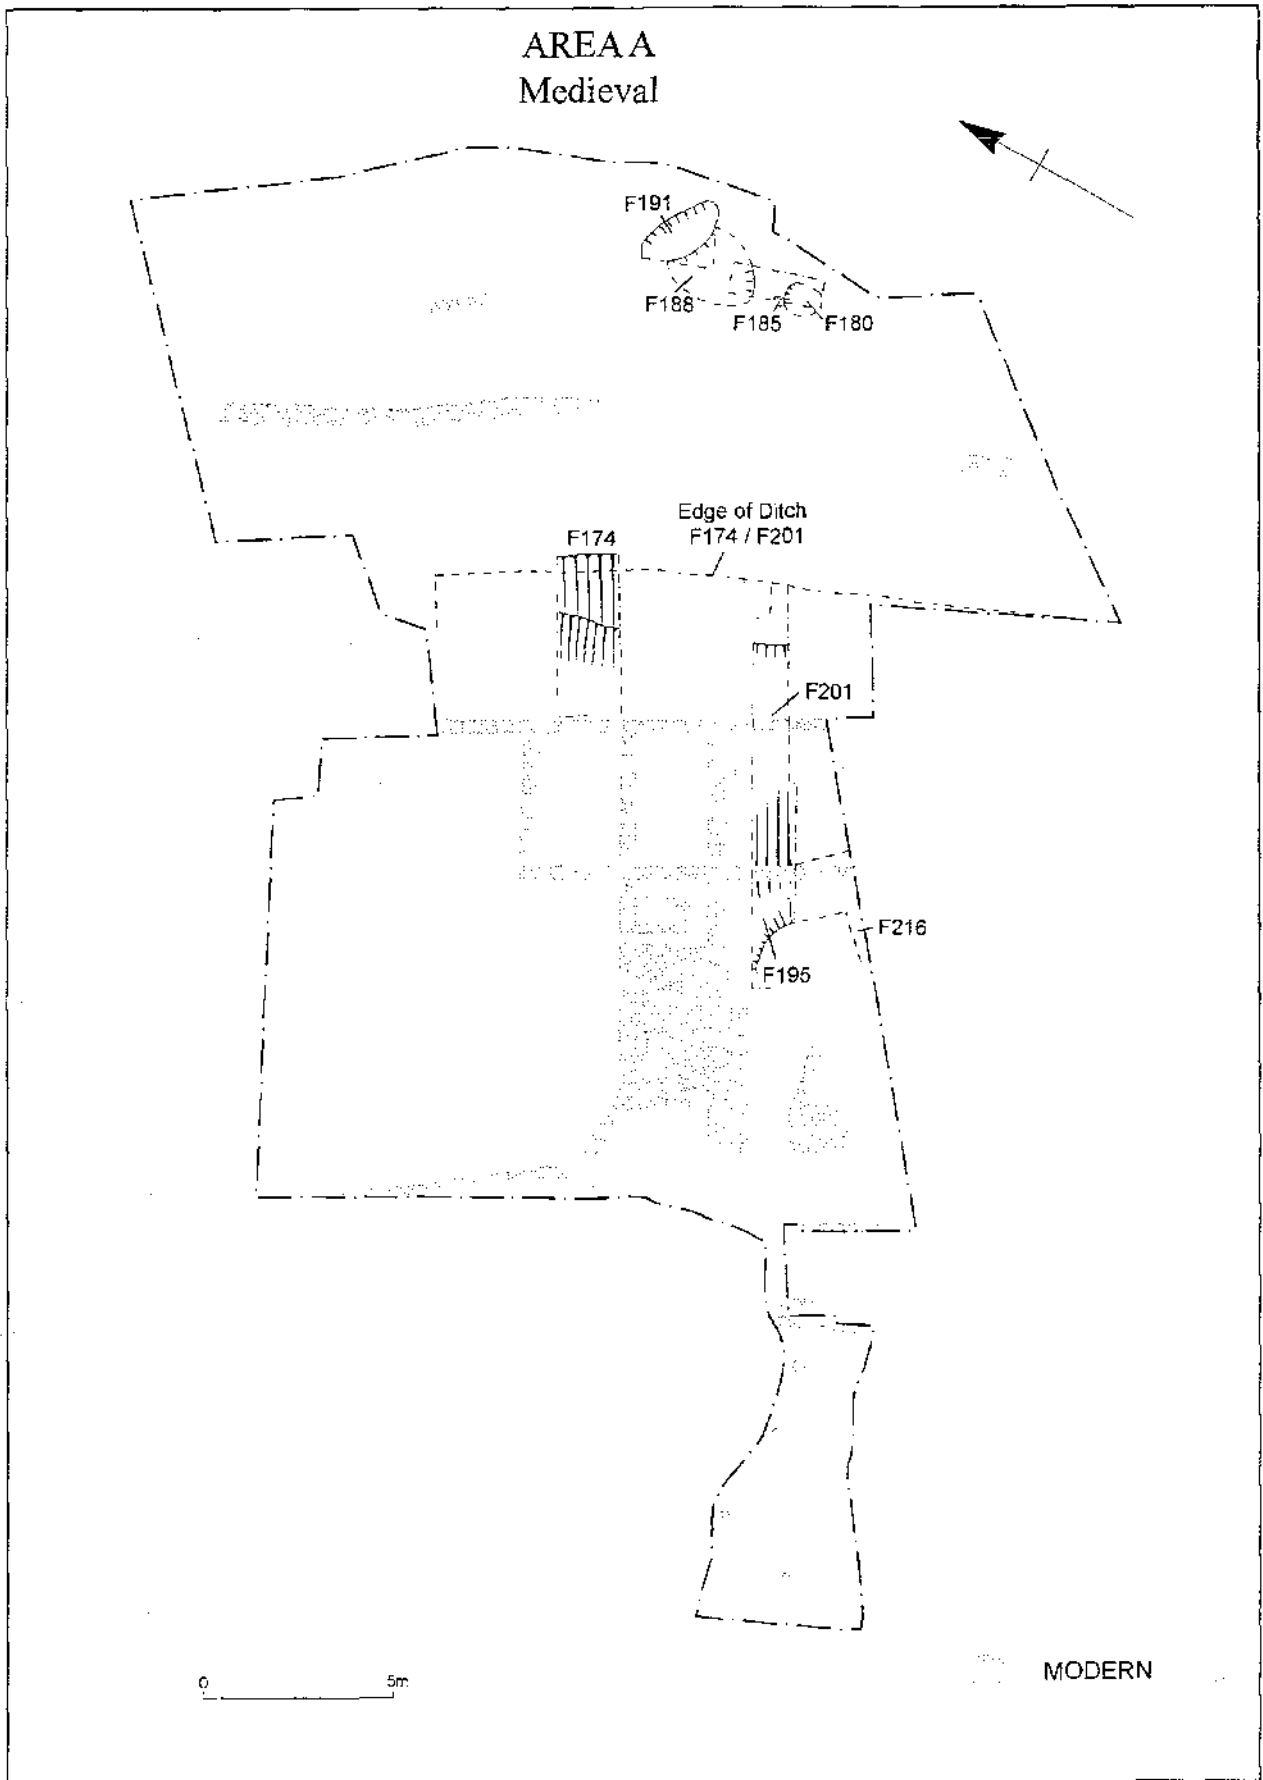 AREA A
Medieval
F191
F188
F185
F180
Edge of Ditch
F174 / F201
F174
F201
F216
F195
0
5m
MODERN